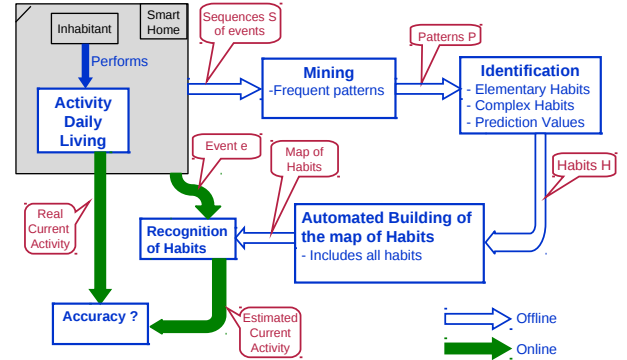 Inhabitant
Smart
Home
Performs
Activity
Daily
Living
Sequences S
of events
Mining
-Frequent patterns
Patterns P
Identification
- Elementary Habits
- Complex Habits
- Prediction Values
Event e
Map of
Habits
Habits H
Real
Current
Activity
Recognition
of Habits
Automated Building of
the map of Habits
- Includes all habits
Accuracy ?
Estimated
Current
Activity
Offline
Online